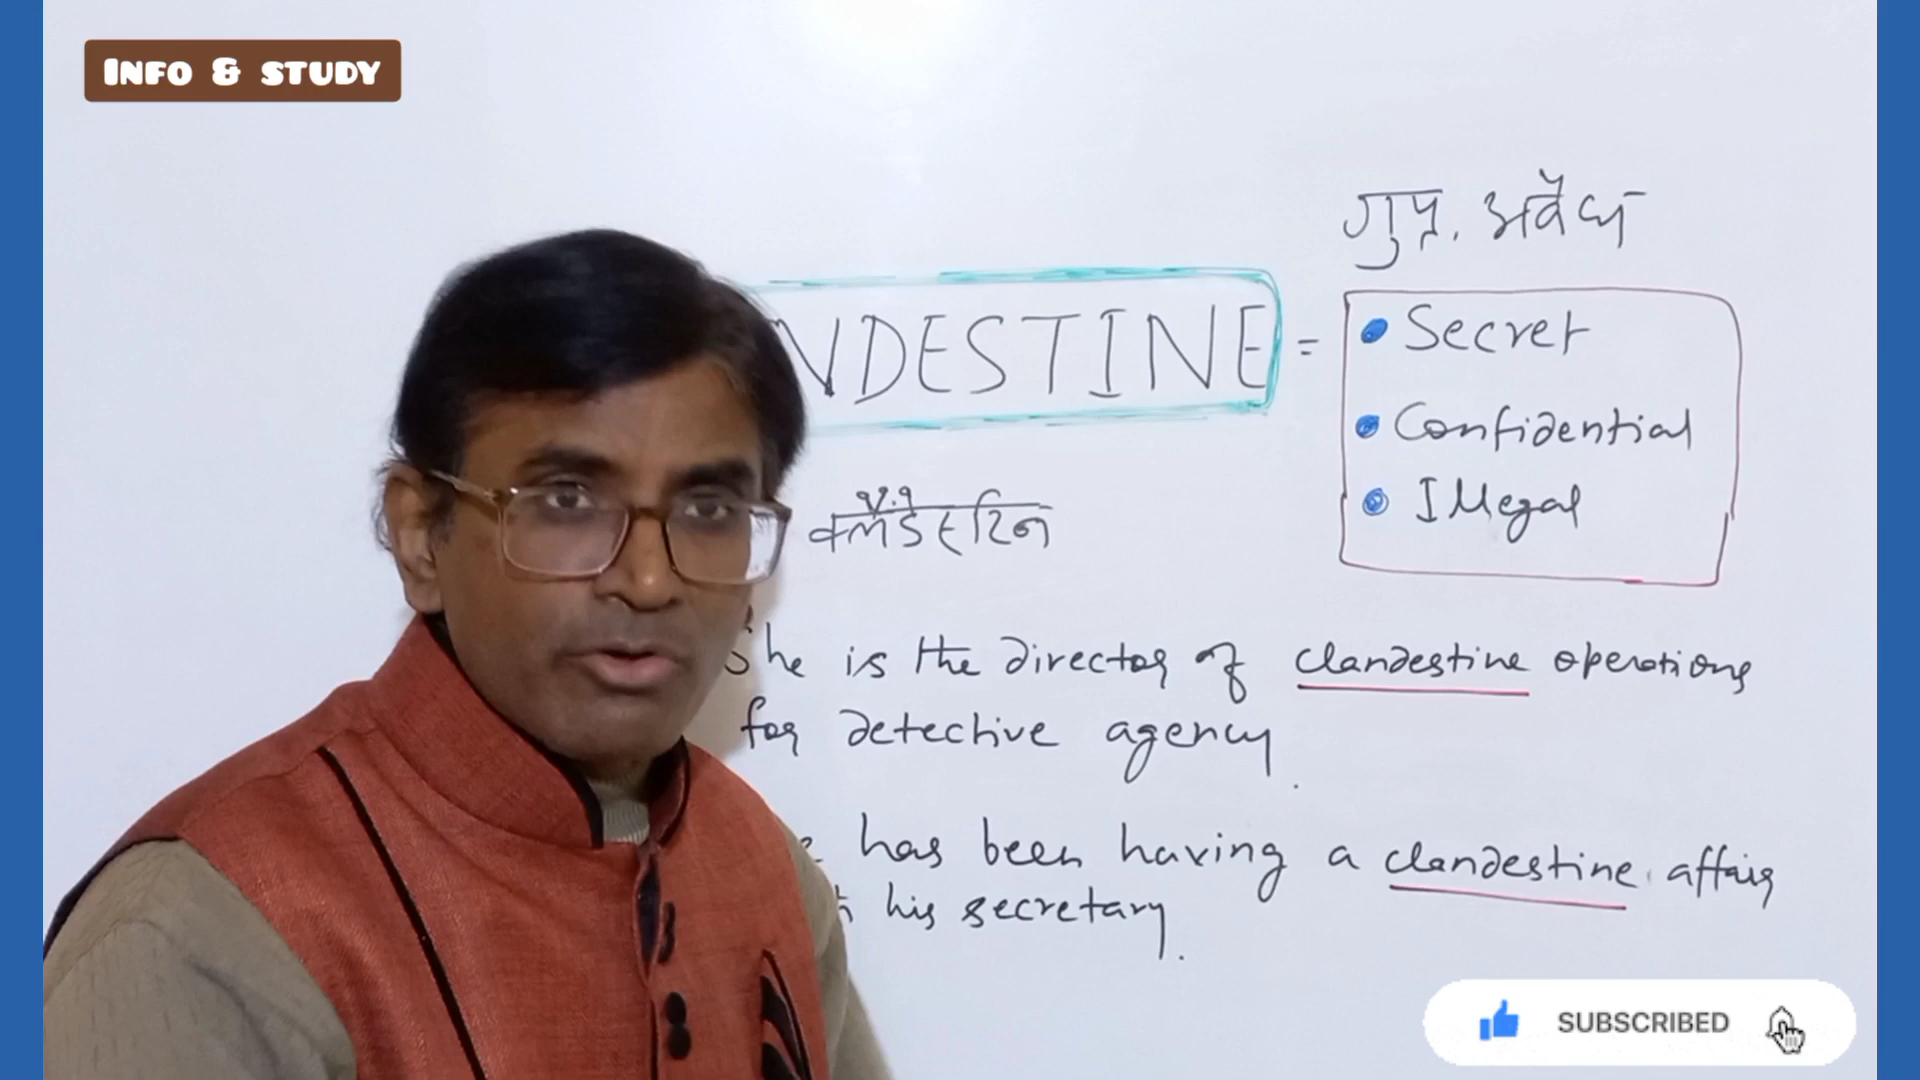 INFO & STUDY
गुप्त, अवैध
NDESTINE =
• Secret
• Confidential
• Illegal
She is the director of clandestine operations
for detective agency.
has been having a clandestine affair
his secretary.
SUBSCRIBED